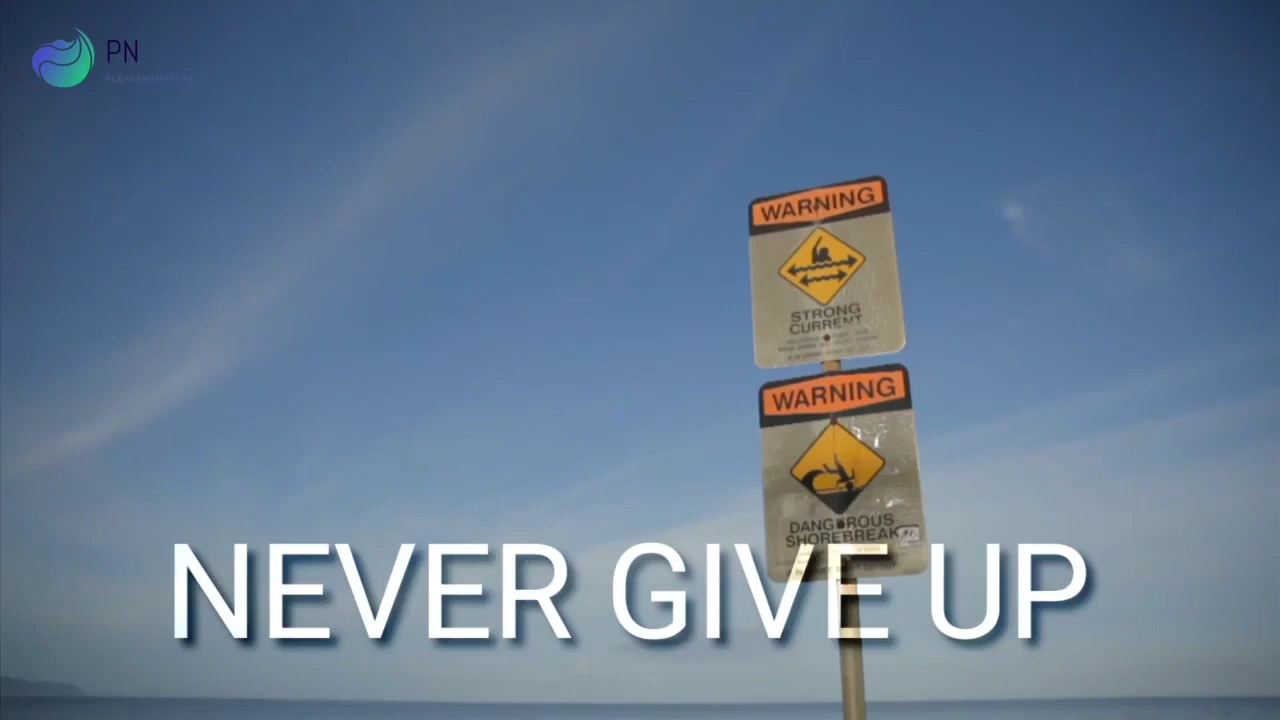 PN
WARNING
STRONG
CURRENT
WARNING
DANGEROUS
SHOREBREAK
NEVER GIVE UP